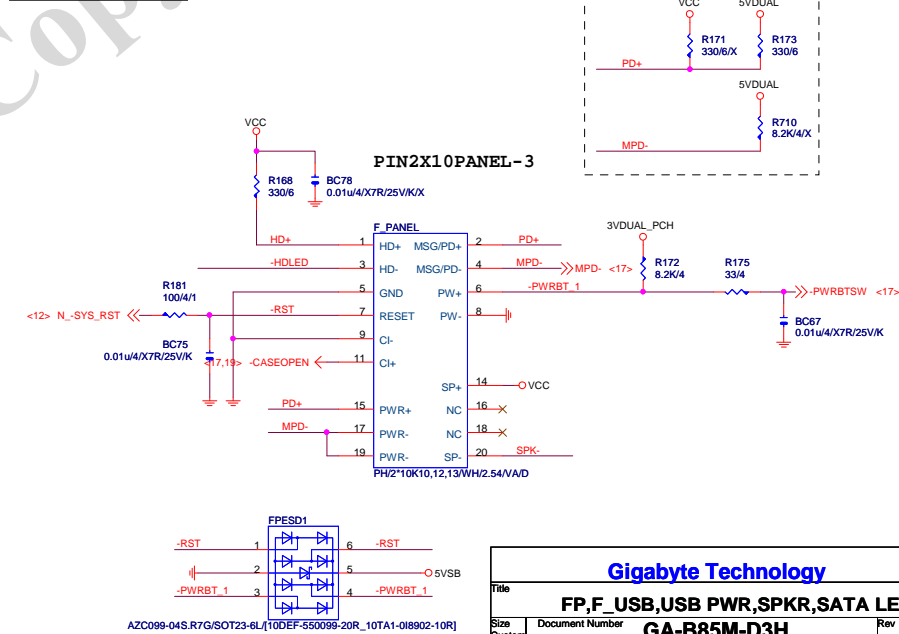 Cop
VCC 5VDUAL
R171
330/6/X
R173
330/6
PD+
5VDUAL
R710
8.2K/4/X
MPD-
VCC
PIN2X10PANEL-3
R168
330/6
BC78
0.01u/4/X7R/25V/K/X
F_PANEL
3VDUAL_PCH
HD+ 1 HD+ MSG/PD+ 2 PD+
-HDLED 3 HD- MSG/PD- 4 MPD- MPD- <17>
R172
8.2K/4
R175
33/4
5 GND PW+ 6 -PWRBT_1 -PWRBTSW <17>
R181
100/4/1
<12> N_-SYS_RST -RST 7 RESET PW- 8
BC67
0.01u/4/X7R/25V/K
9 CI-
BC75
0.01u/4/X7R/25V/K
<17,19> -CASEOPEN 11 CI+
SP+ 14 VCC
PD+ 15 PWR+ NC 16
MPD- 17 PWR- NC 18
19 PWR- SP- 20 SPK-
PH/2*10K10,12,13/WH/2.54/VA/D
FPESD1
-RST 1 6 -RST
2 5 5VSB
-PWRBT_1 3 4 -PWRBT_1
AZC099-04S.R7G/SOT23-6L/[10DEF-550099-20R_10TA1-0I8902-10R]
Gigabyte Technology
Title
FP,F_USB,USB PWR,SPKR,SATA LE
Size Document Number Rev
Custom GA-B85M-D3H